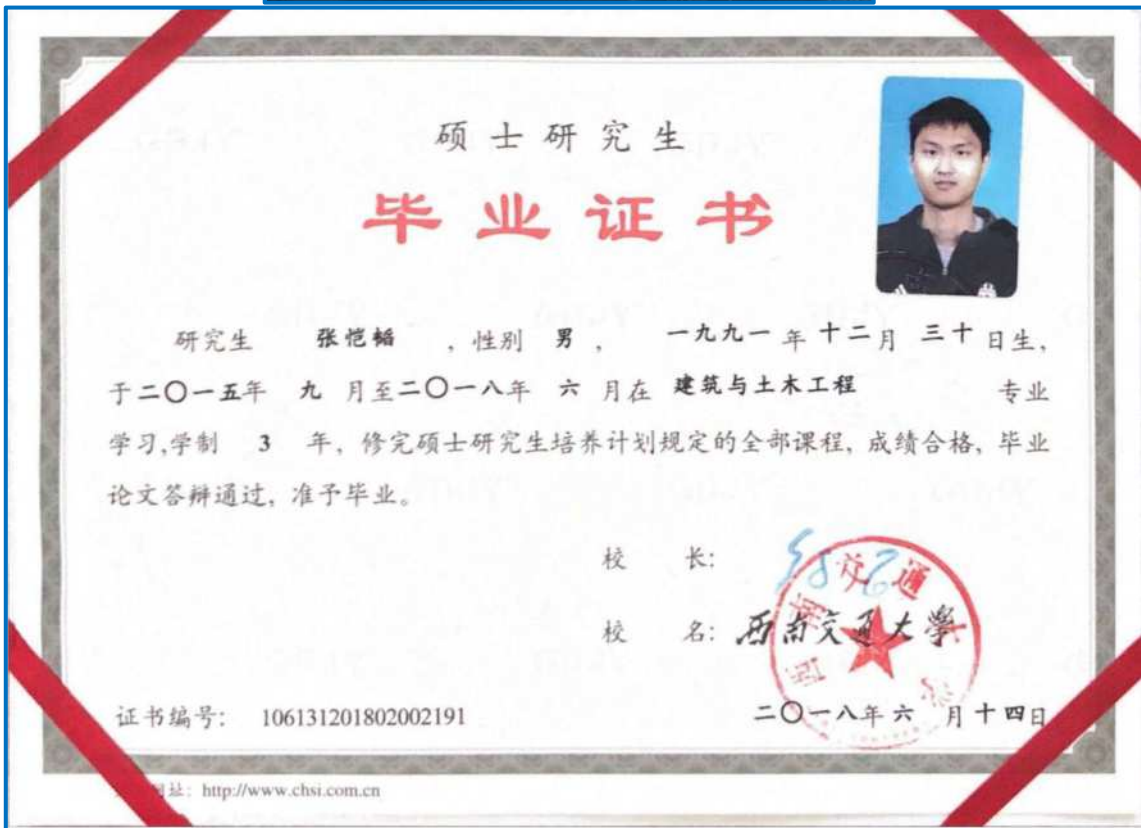 硕士研究生
毕业证书
研究生 张恺韬 ,性别 男, 一九九一年十二月三十日生,
于二〇一五年 九 月至二〇一八年 六 月在 建筑与土木工程 专业
学习,学制 3 年,修完硕士研究生培养计划规定的全部课程,成绩合格,毕业
论文答辩通过,准予毕业。
校 长:
校 名: 西南交通大學
证书编号: 106131201802002191 二〇一八年六 月十四日
网址: http://www.chsi.com.cn